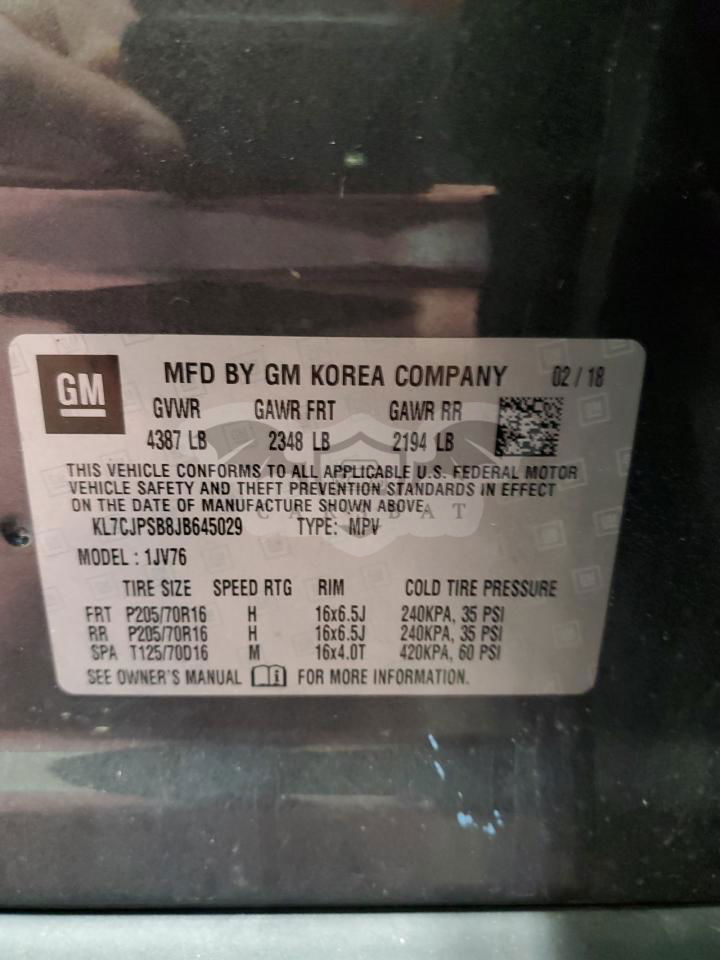 GM MFD BY GM KOREA COMPANY 02 / 18
GVWR GAWR FRT GAWR RR
4387 LB 2348 LB 2194 LB
THIS VEHICLE CONFORMS TO ALL APPLICABLE U.S. FEDERAL MOTOR
VEHICLE SAFETY AND THEFT PREVENTION STANDARDS IN EFFECT
ON THE DATE OF MANUFACTURE SHOWN ABOVE.
KL7CJPSB8JB645029 TYPE: MPV
MODEL : 1JV76
TIRE SIZE SPEED RTG RIM COLD TIRE PRESSURE
FRT P205/70R16 H 16x6.5J 240KPA, 35 PSI
RR P205/70R16 H 16x6.5J 240KPA, 35 PSI
SPA T125/70D16 M 16x4.0T 420KPA, 60 PSI
SEE OWNER'S MANUAL FOR MORE INFORMATION.